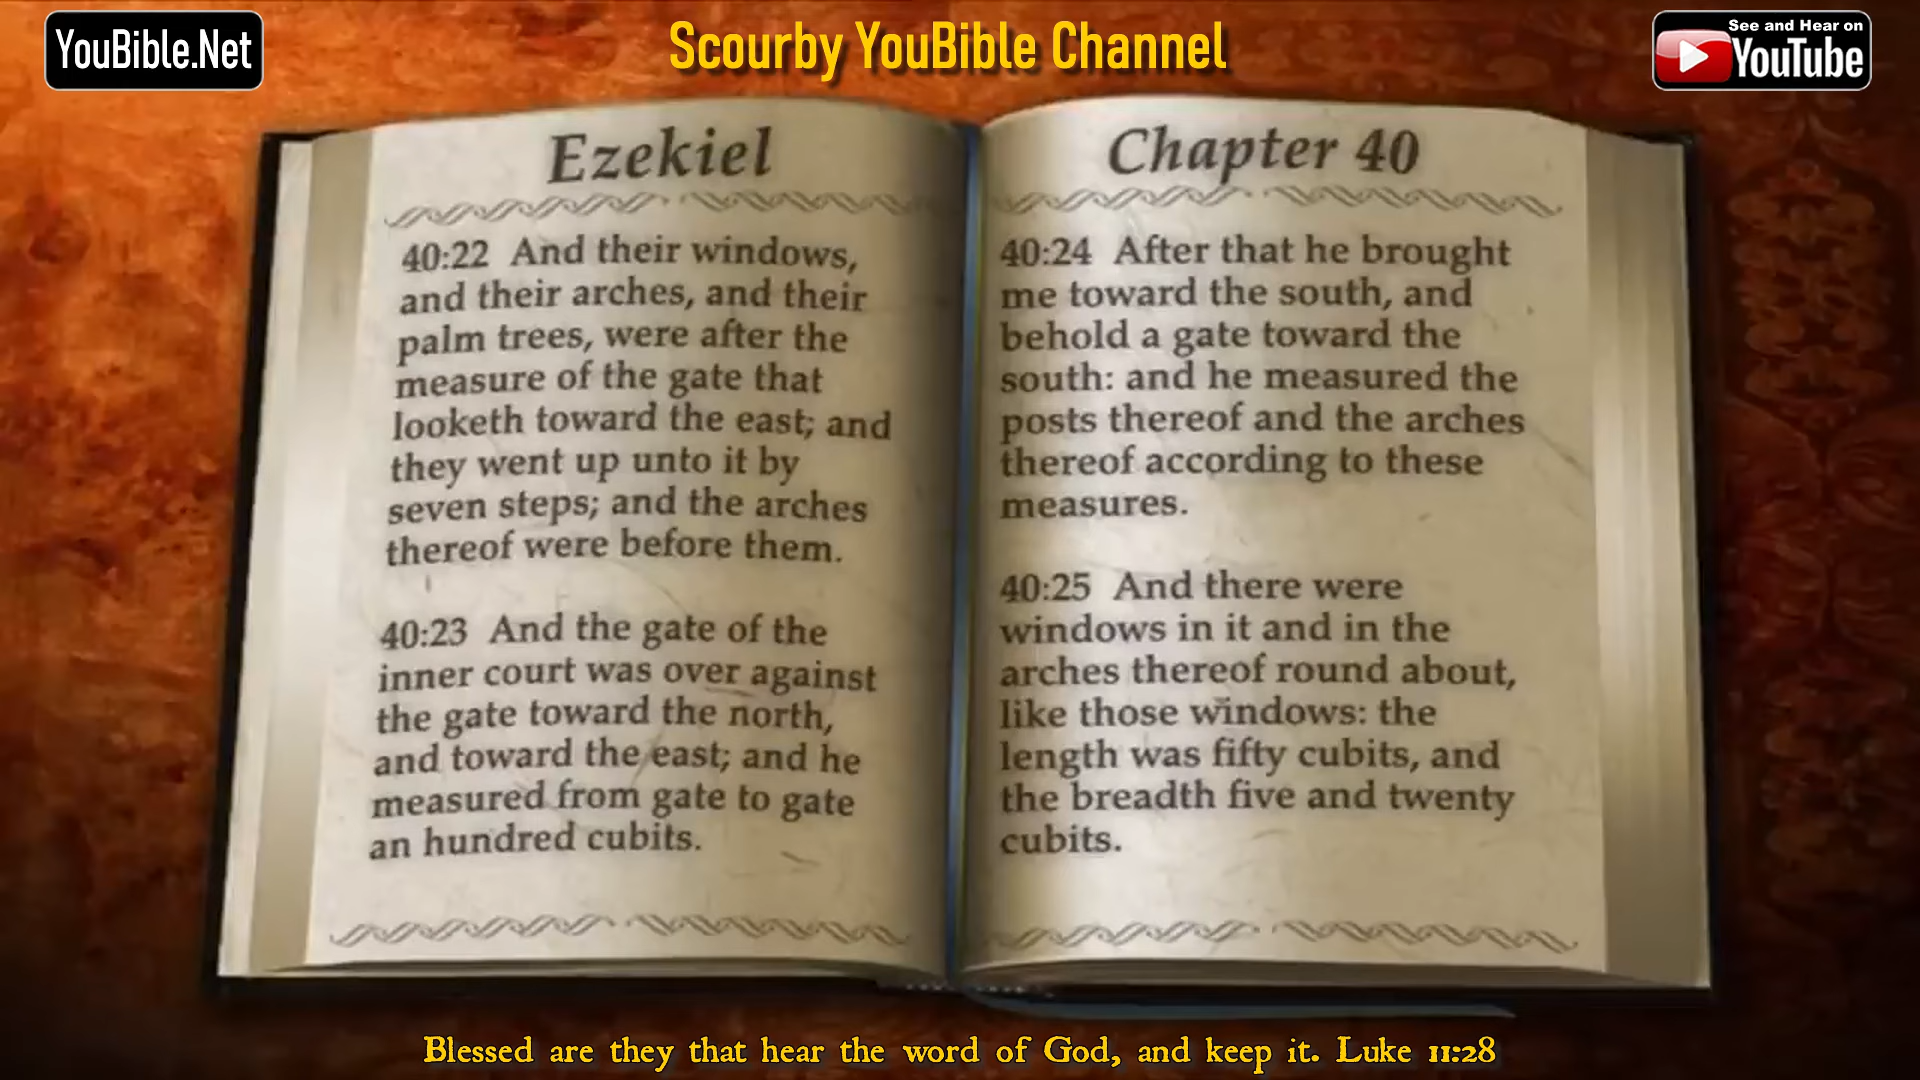 YouBible.Net
Scourby YouBible Channel
See and Hear on
YouTube
Ezekiel
40:22 And their windows,
and their arches, and their
palm trees, were after the
measure of the gate that
looketh toward the east; and
they went up unto it by
seven steps; and the arches
thereof were before them.
40:23 And the gate of the
inner court was over against
the gate toward the north,
and toward the east; and he
measured from gate to gate
an hundred cubits.
Chapter 40
40:24 After that he brought
me toward the south, and
behold a gate toward the
south: and he measured the
posts thereof and the arches
thereof according to these
measures.
40:25 And there were
windows in it and in the
arches thereof round about,
like those windows: the
length was fifty cubits, and
the breadth five and twenty
cubits.
Blessed are they that hear the word of God, and keep it. Luke 11:28